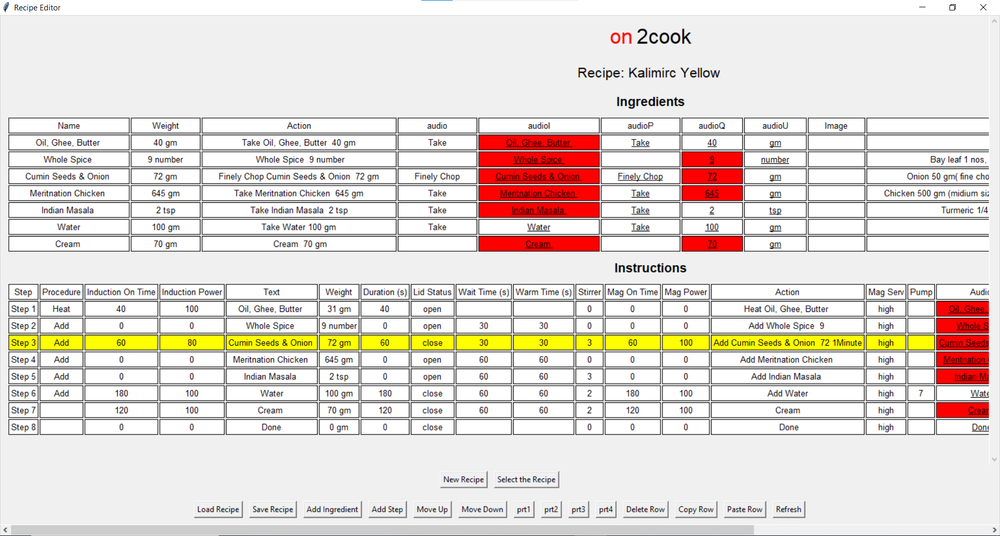 Recipe Editor
on 2cook
Recipe: Kalimirc Yellow
Ingredients
Name Weight Action audio audioI audioP audioQ audioU Image
Oil, Ghee, Butter 40 gm Take Oil, Ghee, Butter 40 gm Take Oil, Ghee, Butter Take 40 gm
Whole Spice 9 number Whole Spice 9 number Whole Spice 9 number Bay leaf 1 nos,
Cumin Seeds & Onion 72 gm Finely Chop Cumin Seeds & Onion 72 gm Finely Chop Cumin Seeds & Onion Finely Chop 72 gm Onion 50 gm( fine cho
Meritnation Chicken 645 gm Take Meritnation Chicken 645 gm Take Meritnation Chicken Take 645 gm Chicken 500 gm (midium siz
Indian Masala 2 tsp Take Indian Masala 2 tsp Take Indian Masala Take 2 tsp Turmeric 1/4
Water 100 gm Take Water 100 gm Take Water Take 100 gm
Cream 70 gm Cream 70 gm Cream 70 gm
Instructions
Step Procedure Induction On Time Induction Power Text Weight Duration (s) Lid Status Wait Time (s) Warm Time (s) Stirrer Mag On Time Mag Power Action Mag Serv Pump Audio
Step 1 Heat 40 100 Oil, Ghee, Butter 31 gm 40 open 0 0 0 Heat Oil, Ghee, Butter high Oil, Ghee,
Step 2 Add 0 0 Whole Spice 9 number 0 open 30 30 0 0 0 Add Whole Spice 9 high Whole S
Step 3 Add 60 80 Cumin Seeds & Onion 72 gm 60 close 30 30 3 60 100 Add Cumin Seeds & Onion 72 1Minute high Cumin Seeds
Step 4 Add 0 0 Meritnation Chicken 645 gm 0 open 60 60 0 0 0 Add Meritnation Chicken high Meritnation
Step 5 Add 0 0 Indian Masala 2 tsp 0 open 60 60 3 0 0 Add Indian Masala high Indian Ma
Step 6 Add 180 100 Water 100 gm 180 close 60 60 2 180 100 Add Water high 7 Wate
Step 7 120 100 Cream 70 gm 120 close 60 60 2 120 100 Cream high Crear
Step 8 0 0 Done 0 gm 0 close 0 0 0 Done high Done
New Recipe Select the Recipe
Load Recipe Save Recipe Add Ingredient Add Step Move Up Move Down prt1 prt2 prt3 prt4 Delete Row Copy Row Paste Row Refresh